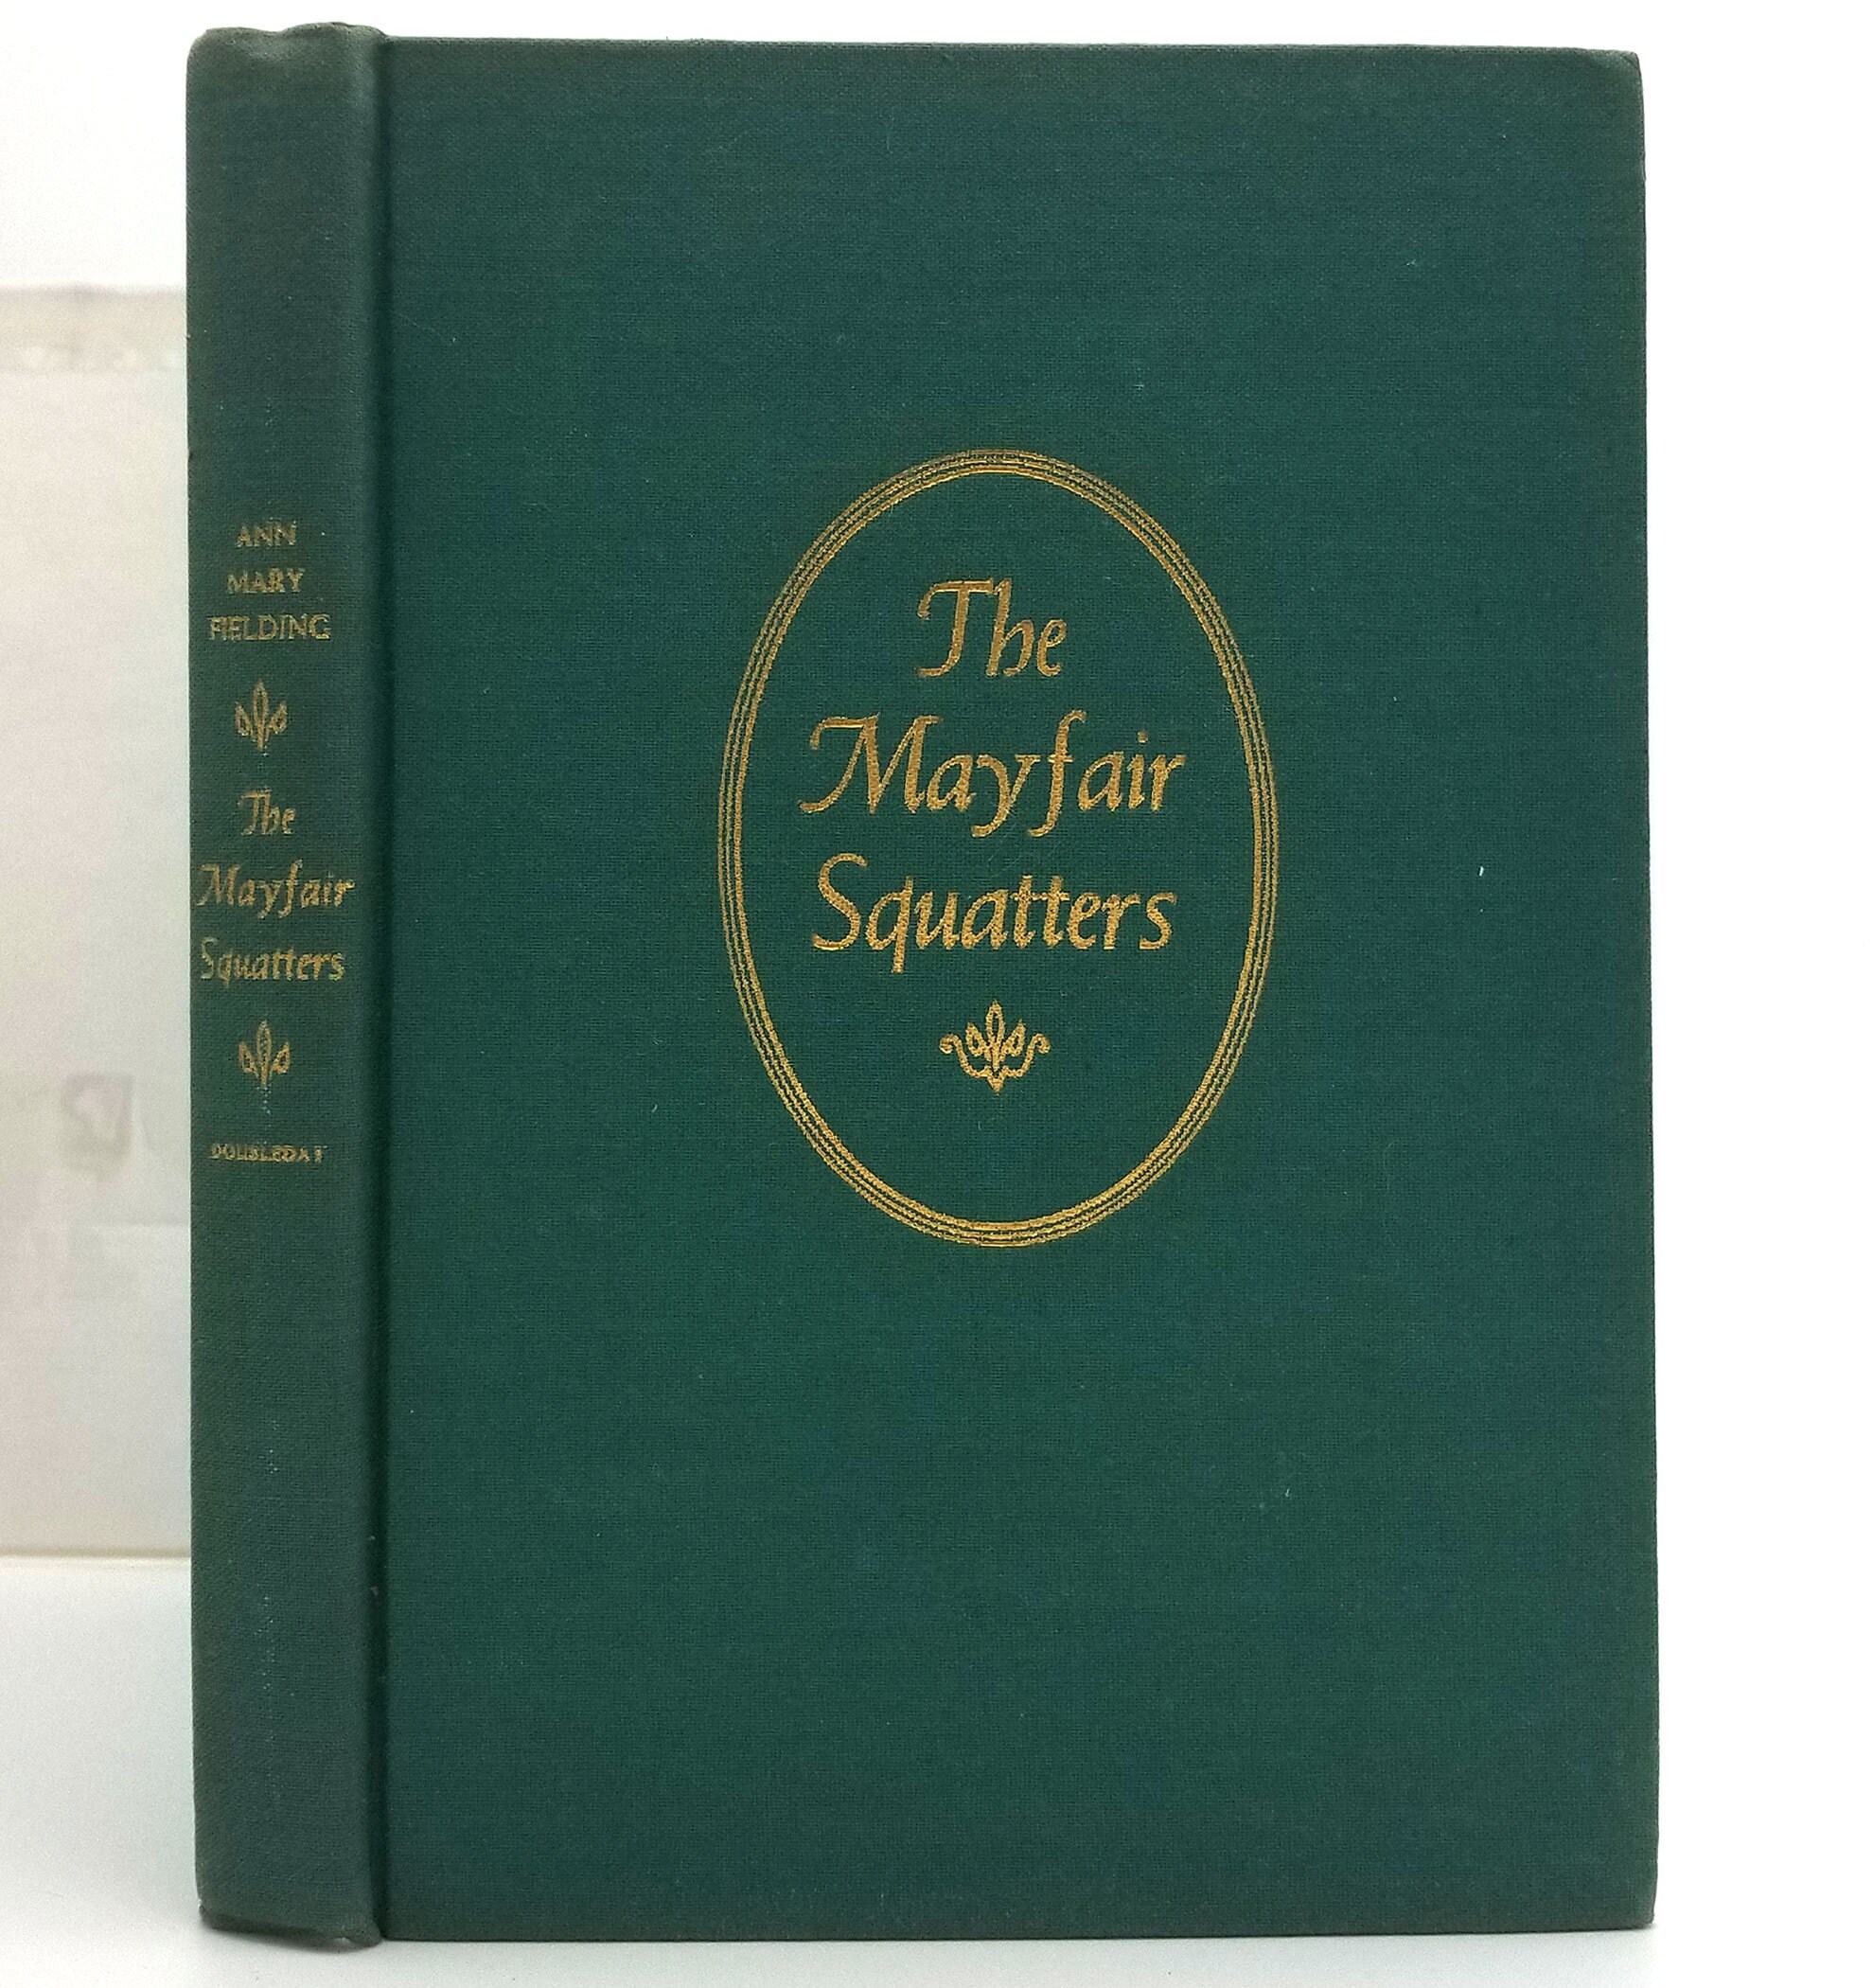 ANN
MARY
FIELDING
The
Mayfair
Squatters
DOUBLEDAY
The
Mayfair
Squatters